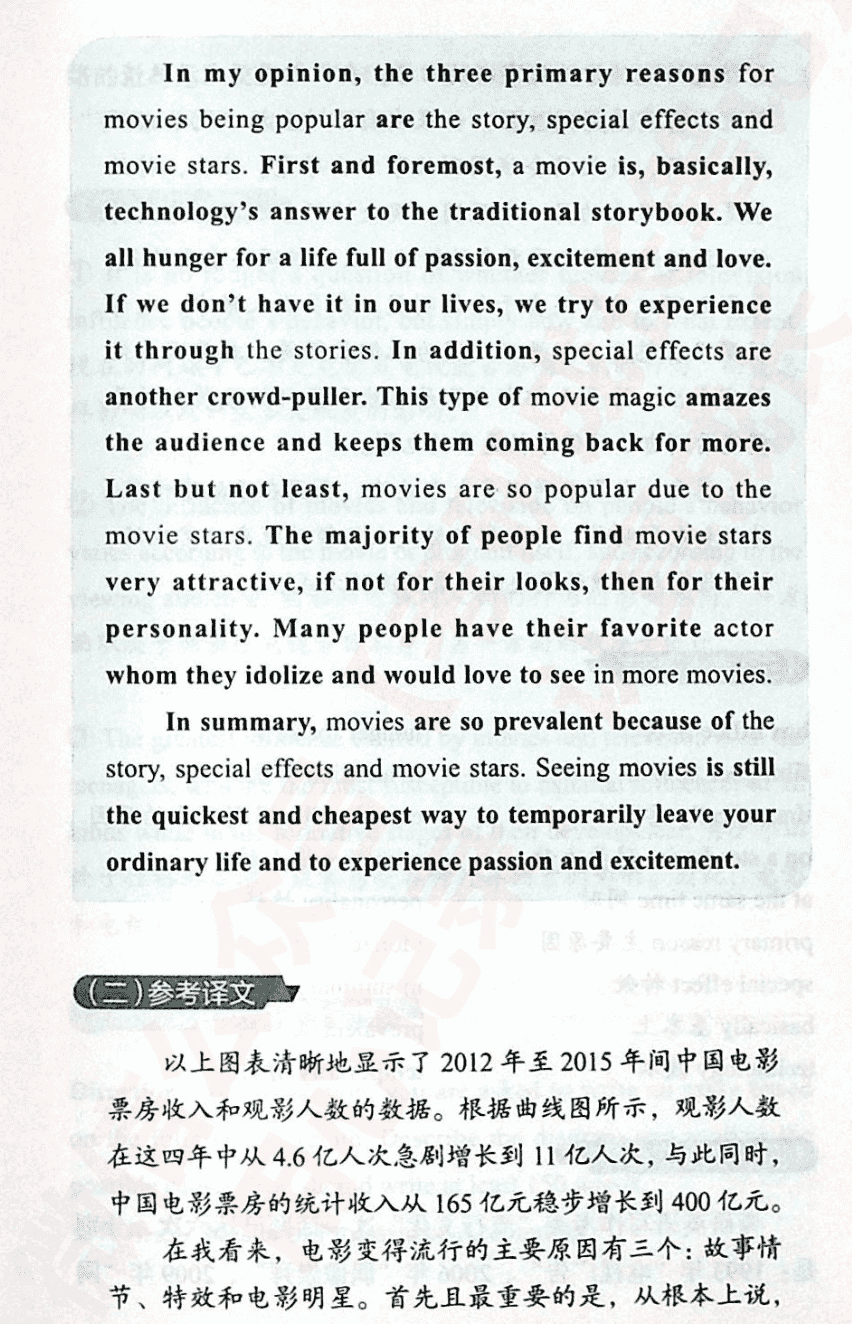 In my opinion, the three primary reasons for
movies being popular are the story, special effects and
movie stars. First and foremost, a movie is, basically,
technology's answer to the traditional storybook. We
all hunger for a life full of passion, excitement and love.
If we don't have it in our lives, we try to experience
it through the stories. In addition, special effects are
another crowd-puller. This type of movie magic amazes
the audience and keeps them coming back for more.
Last but not least, movies are so popular due to the
movie stars. The majority of people find movie stars
very attractive, if not for their looks, then for their
personality. Many people have their favorite actor
whom they idolize and would love to see in more movies.
In summary, movies are so prevalent because of the
story, special effects and movie stars. Seeing movies is still
the quickest and cheapest way to temporarily leave your
ordinary life and to experience passion and excitement.
(二)参考译文
以上图表清晰地显示了 2012 年至 2015 年间中国电影
票房收入和观影人数的数据。根据曲线图所示，观影人数
在这四年中从 4.6 亿人次急剧增长到 11 亿人次，与此同时，
中国电影票房的统计收入从 165 亿元稳步增长到 400 亿元。
在我看来，电影变得流行的主要原因有三个：故事情
节、特效和电影明星。首先且最重要的是，从根本上说，